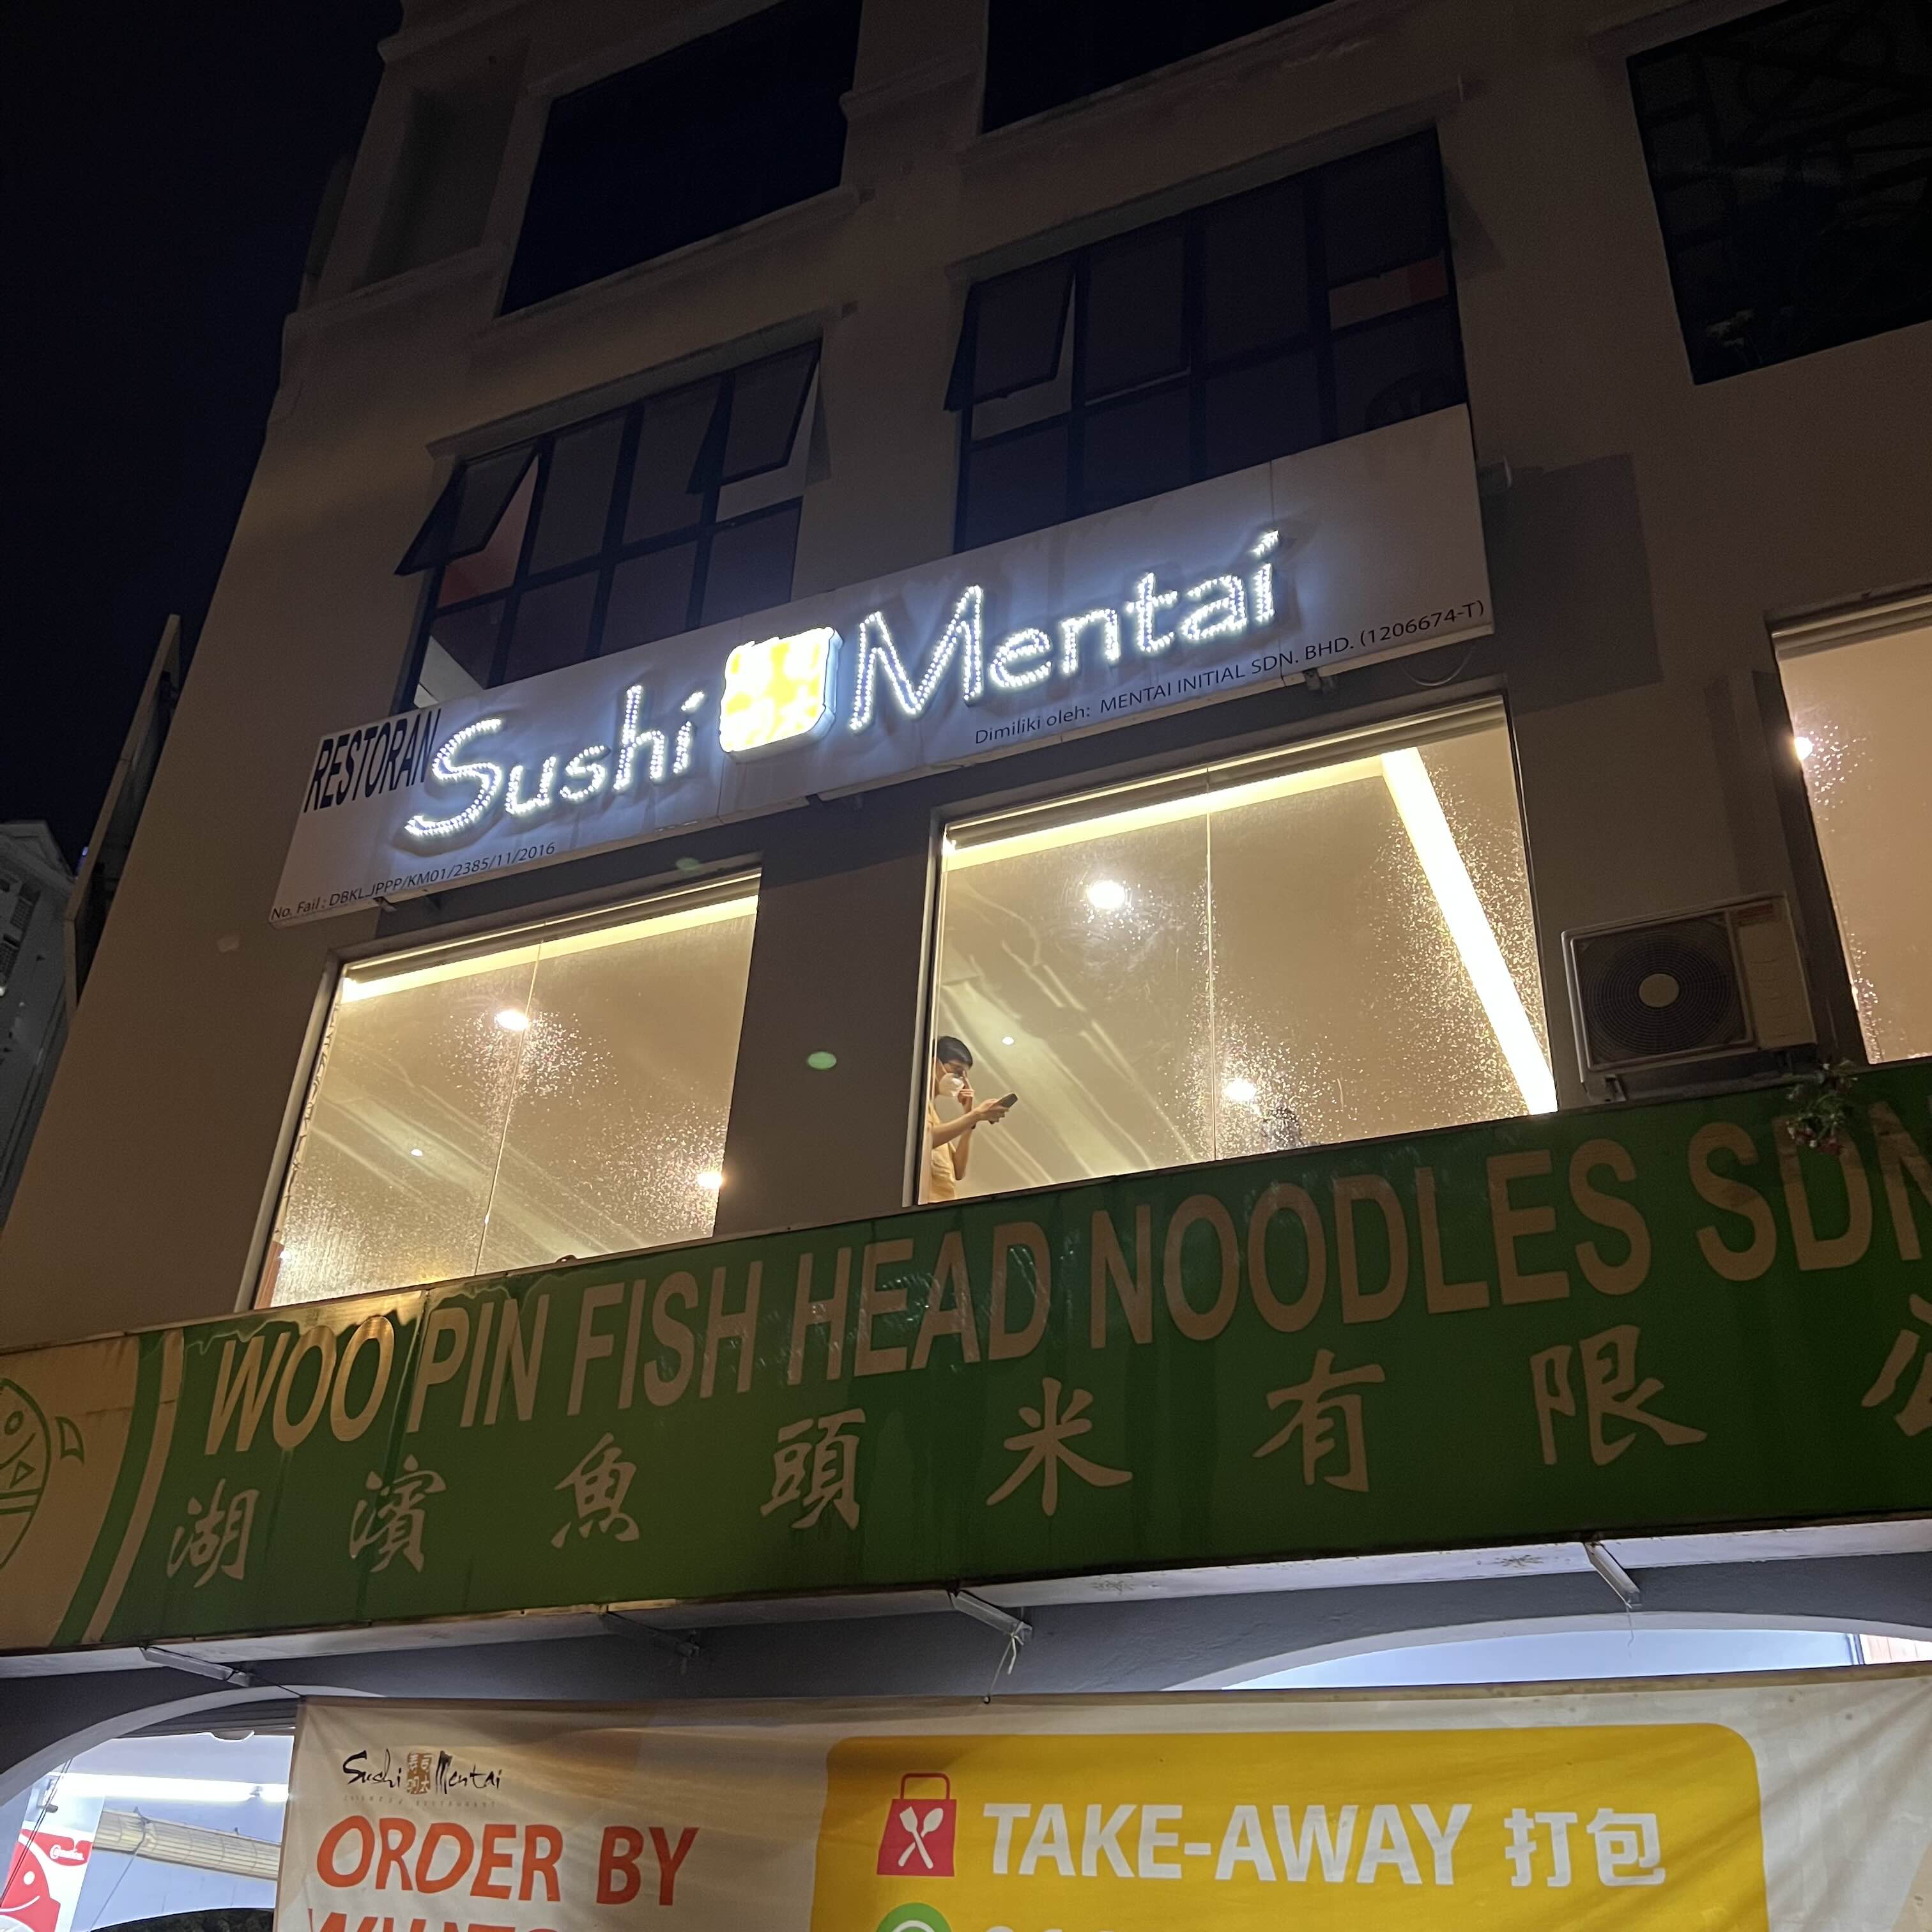 RESTORAN Sushi Mentai
Dimiliki oleh: MENTAI INITIAL SDN. BHD. (1206674-T)
No. Fail : DBKL.JPPP/KM01/2385/11/2016
WOO PIN FISH HEAD NOODLES SDN
湖濱魚頭米有限公
Sushi Mentai
ORDER BY
TAKE-AWAY 打包